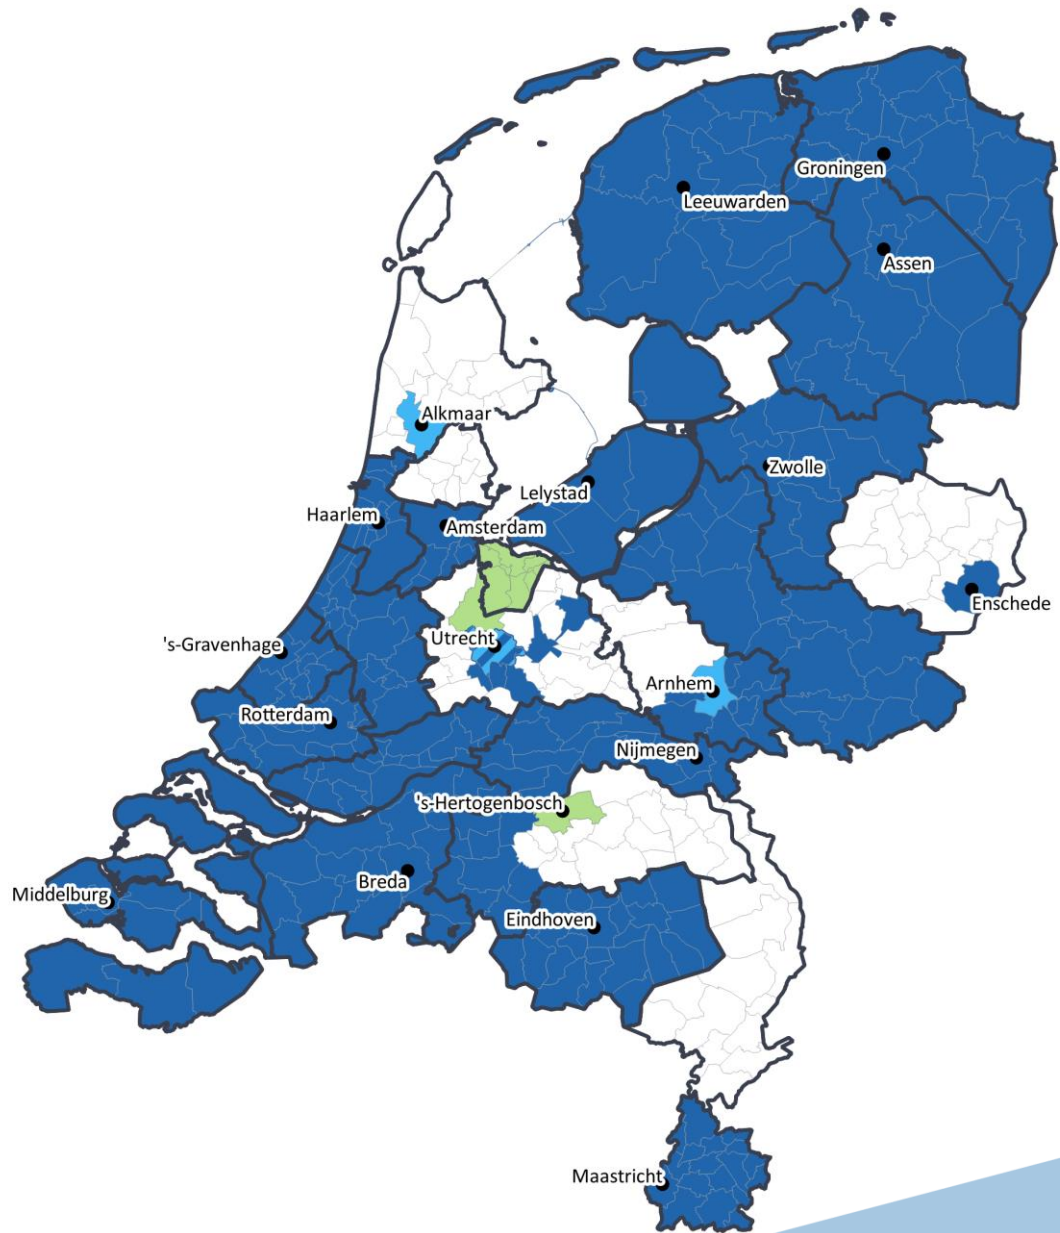 Groningen
Leeuwarden
Assen
Alkmaar
Zwolle
Lelystad
Haarlem
Amsterdam
Enschede
Utrecht
's-Gravenhage
Arnhem
Rotterdam
Nijmegen
's-Hertogenbosch
Breda
Middelburg
Eindhoven
Maastricht